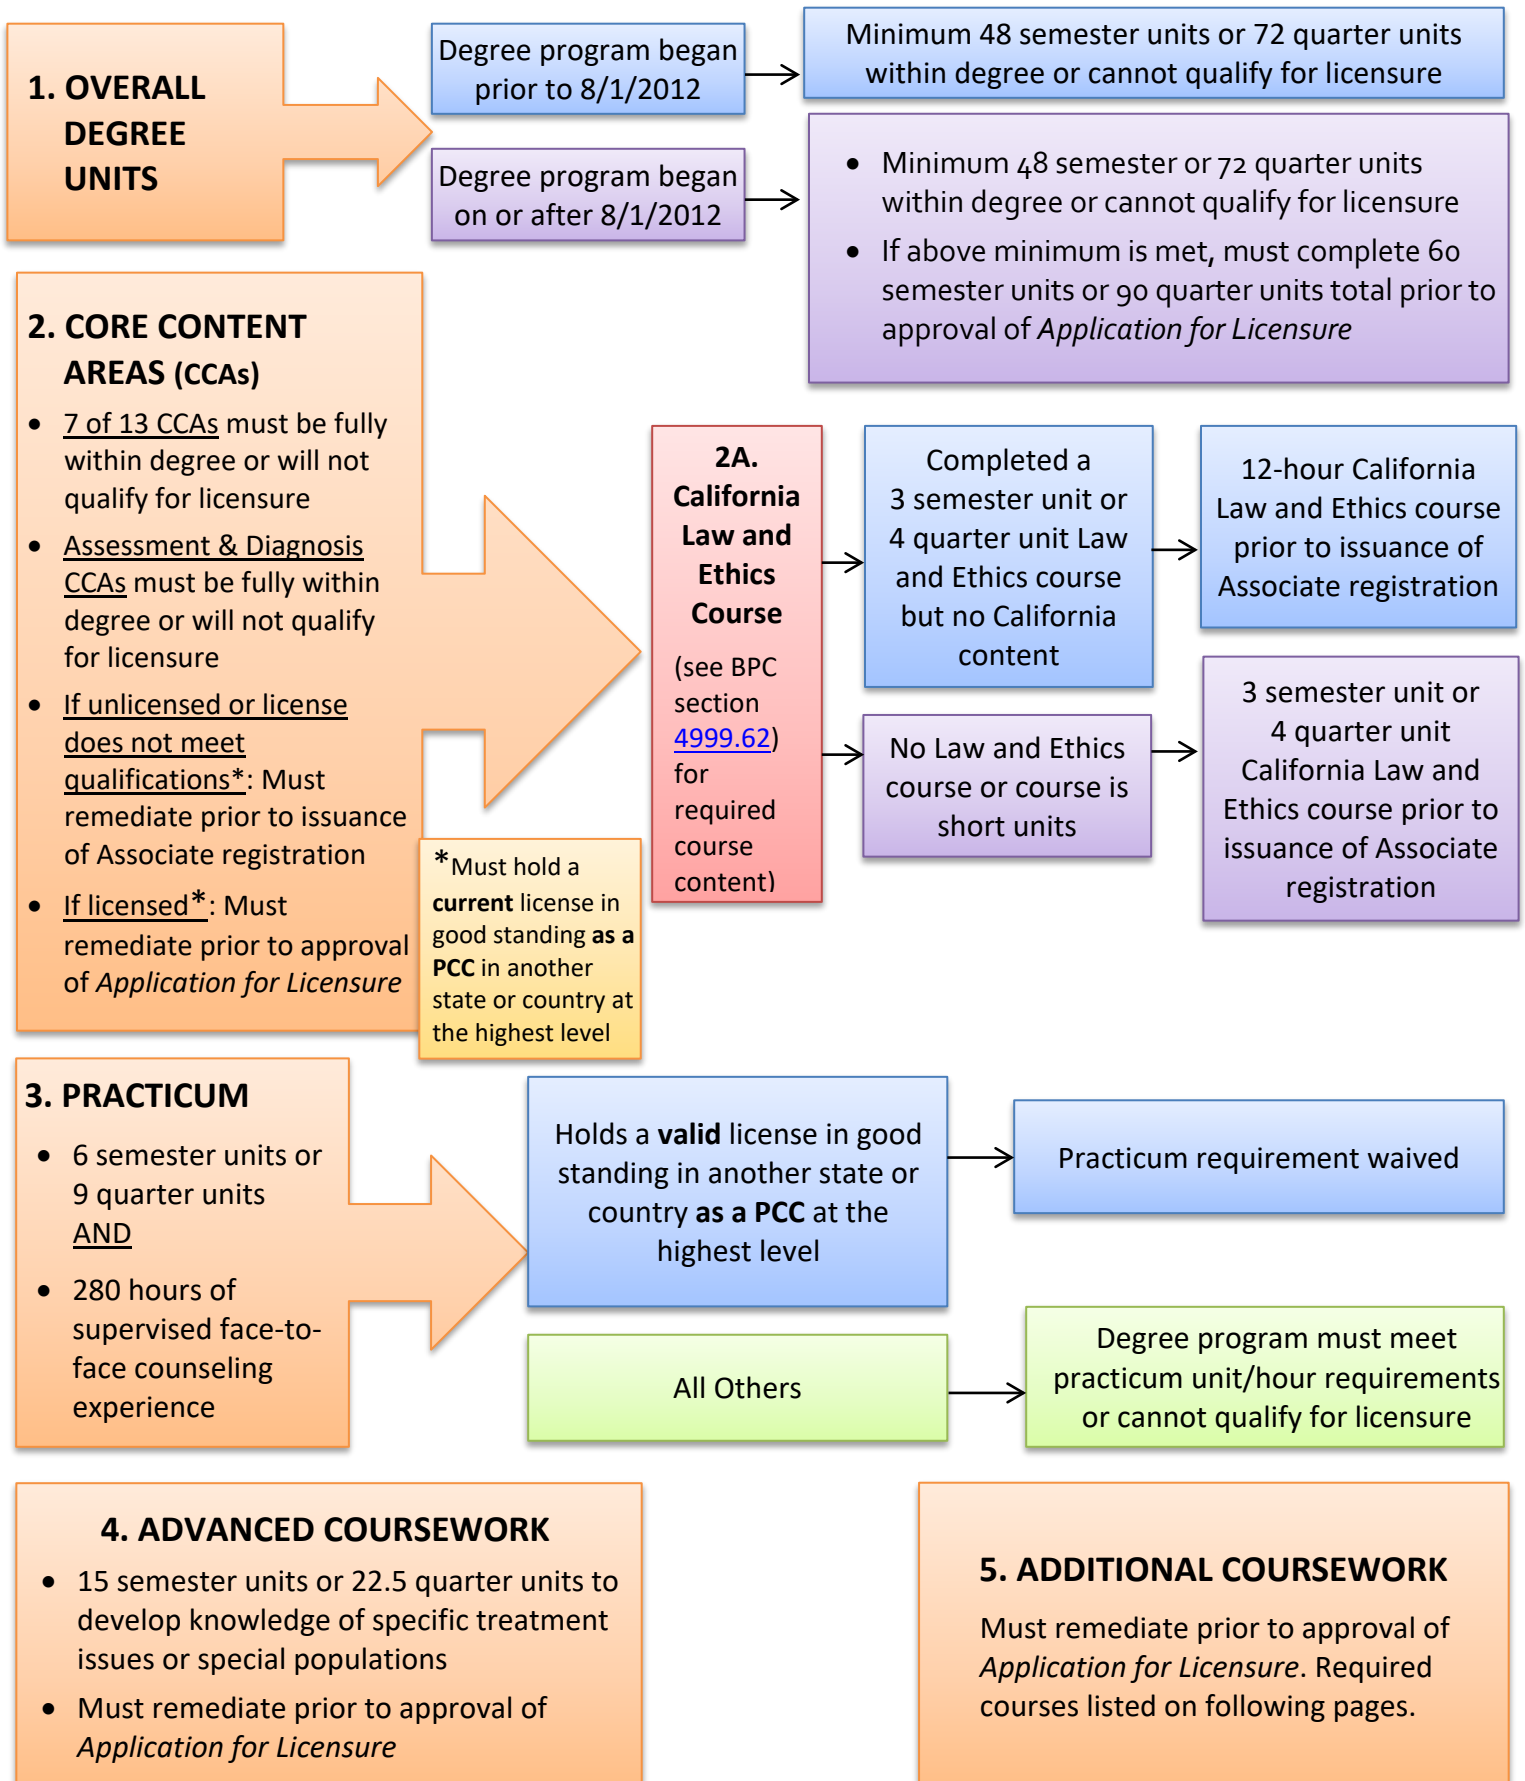 1. OVERALL
DEGREE
UNITS
Degree program began
prior to 8/1/2012
Minimum 48 semester units or 72 quarter units
within degree or cannot qualify for licensure
Degree program began
on or after 8/1/2012
• Minimum 48 semester or 72 quarter units
within degree or cannot qualify for licensure
• If above minimum is met, must complete 60
semester units or 90 quarter units total prior to
approval of Application for Licensure
2. CORE CONTENT
AREAS (CCAs)
• 7 of 13 CCAs must be fully
within degree or will not
qualify for licensure
• Assessment & Diagnosis
CCAs must be fully within
degree or will not qualify
for licensure
• If unlicensed or license
does not meet
qualifications*: Must
remediate prior to issuance
of Associate registration
• If licensed*: Must
remediate prior to approval
of Application for Licensure
*Must hold a
current license in
good standing as a
PCC in another
state or country at
the highest level
2A.
California
Law and
Ethics
Course
(see BPC
section
4999.62)
for
required
course
content)
Completed a
3 semester unit or
4 quarter unit Law
and Ethics course
but no California
content
12-hour California
Law and Ethics course
prior to issuance of
Associate registration
No Law and Ethics
course or course is
short units
3 semester unit or
4 quarter unit
California Law and
Ethics course prior to
issuance of Associate
registration
3. PRACTICUM
• 6 semester units or
9 quarter units
AND
• 280 hours of
supervised face-to-
face counseling
experience
Holds a valid license in good
standing in another state or
country as a PCC at the
highest level
Practicum requirement waived
All Others
Degree program must meet
practicum unit/hour requirements
or cannot qualify for licensure
4. ADVANCED COURSEWORK
• 15 semester units or 22.5 quarter units to
develop knowledge of specific treatment
issues or special populations
• Must remediate prior to approval of
Application for Licensure
5. ADDITIONAL COURSEWORK
Must remediate prior to approval of
Application for Licensure. Required
courses listed on following pages.